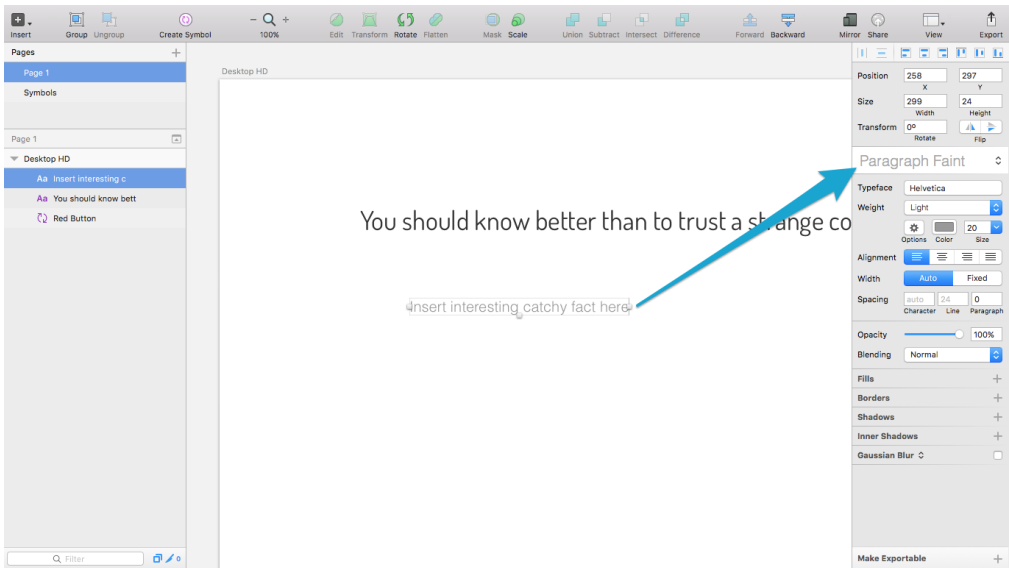 Insert Group Ungroup Create Symbol 100% Edit Transform Rotate Flatten Mask Scale Union Subtract Intersect Difference Forward Backward Mirror Share View Export
Pages
Page 1
Symbols
Page 1
Desktop HD
Aa Insert interesting c
Aa You should know bett
Red Button
Filter
0
Desktop HD
You should know better than to trust a strange co
Insert interesting catchy fact here
Position 258 297
X Y
Size 299 24
Width Height
Transform 0º
Rotate Flip
Paragraph Faint
Typeface Helvetica
Weight Light
20
Options Color Size
Alignment
Width Auto Fixed
Spacing auto 24 0
Character Line Paragraph
Opacity 100%
Blending Normal
Fills
Borders
Shadows
Inner Shadows
Gaussian Blur
Make Exportable